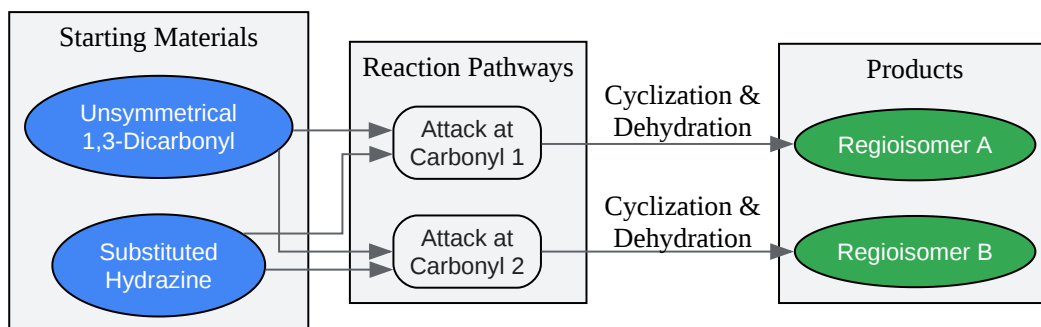 Starting Materials
Unsymmetrical
1,3-Dicarbonyl
Substituted
Hydrazine
Reaction Pathways
Attack at
Carbonyl 1
Attack at
Carbonyl 2
Cyclization &
Dehydration
Cyclization &
Dehydration
Products
Regioisomer A
Regioisomer B